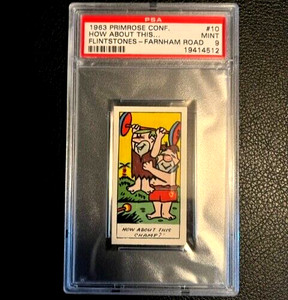 PSA
1963 PRIMROSE CONF. #10
HOW ABOUT THIS... MINT
FLINTSTONES-FARNHAM ROAD 9
19414512
HOW ABOUT THIS
CHAMP?